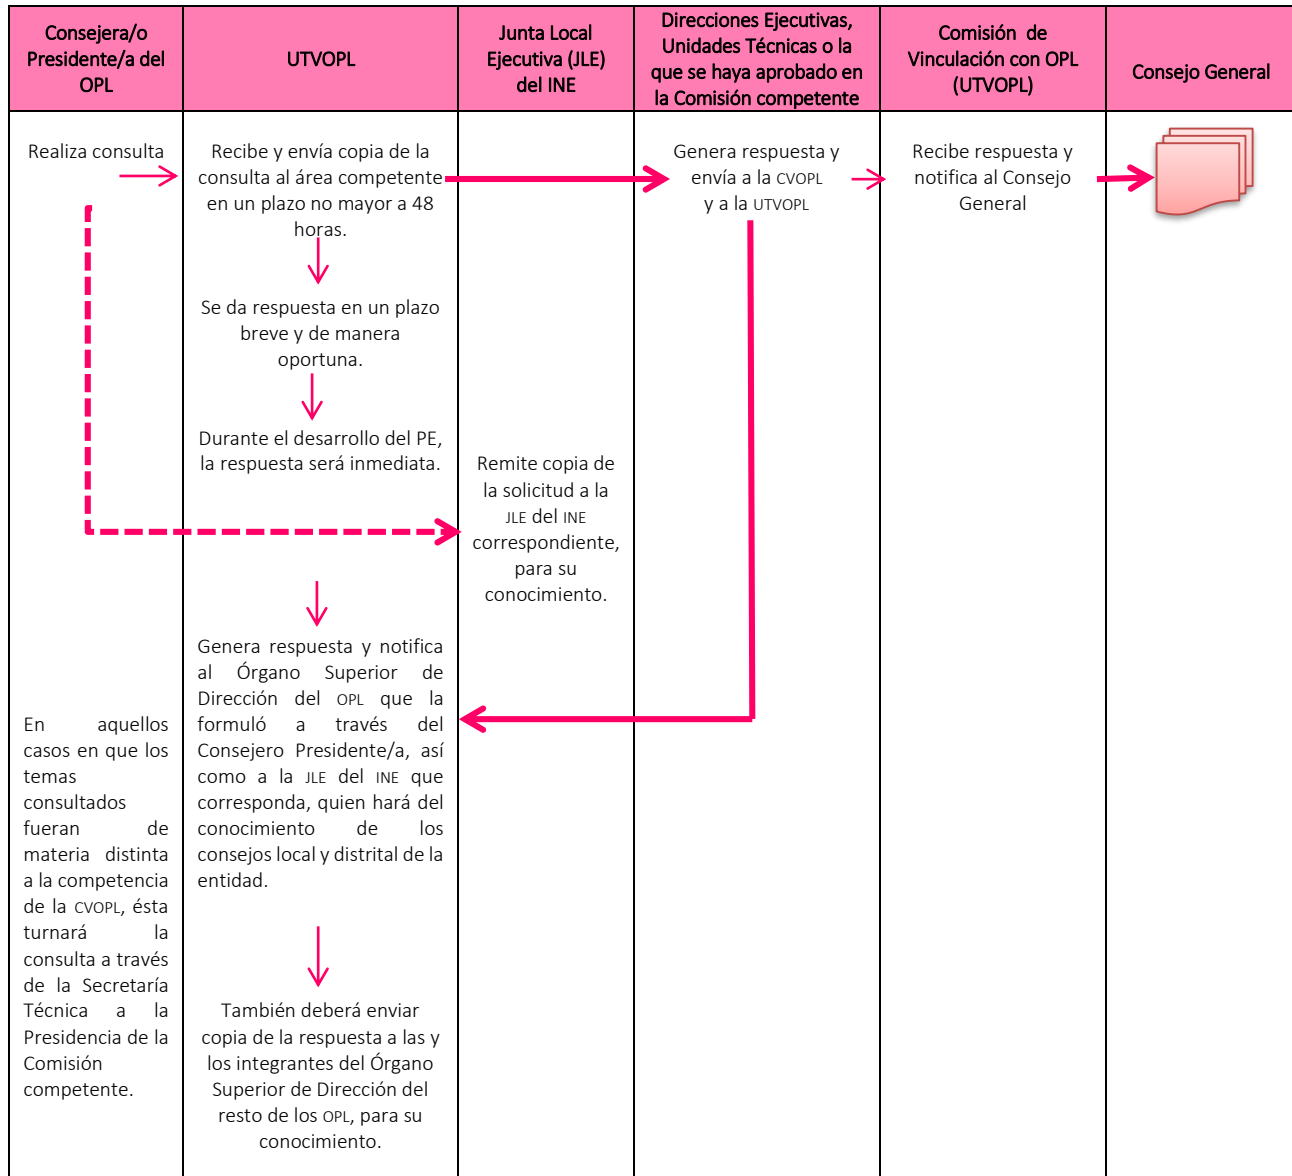 Consejera/o
Presidente/a del
OPL
UTVOPL
Junta Local
Ejecutiva (JLE)
del INE
Direcciones Ejecutivas,
Unidades Técnicas o la
que se haya aprobado en
la Comisión competente
Comisión de
Vinculación con OPL
(UTVOPL)
Consejo General
Realiza consulta
En aquellos
casos en que los
temas
consultados
fueran de
materia distinta
a la competencia
de la CVOPL, ésta
turnará la
consulta a través
de la Secretaría
Técnica a la
Presidencia de la
Comisión
competente.
Recibe y envía copia de la
consulta al área competente
en un plazo no mayor a 48
horas.
Se da respuesta en un plazo
breve y de manera
oportuna.
Durante el desarrollo del PE,
la respuesta será inmediata.
Genera respuesta y notifica
al Órgano Superior de
Dirección del OPL que la
formuló a través del
Consejero Presidente/a, así
como a la JLE del INE que
corresponda, quien hará del
conocimiento de los
consejos local y distrital de la
entidad.
También deberá enviar
copia de la respuesta a las y
los integrantes del Órgano
Superior de Dirección del
resto de los OPL, para su
conocimiento.
Remite copia de
la solicitud a la
JLE del INE
correspondiente,
para su
conocimiento.
Genera respuesta y
envía a la CVOPL
y a la UTVOPL
Recibe respuesta y
notifica al Consejo
General